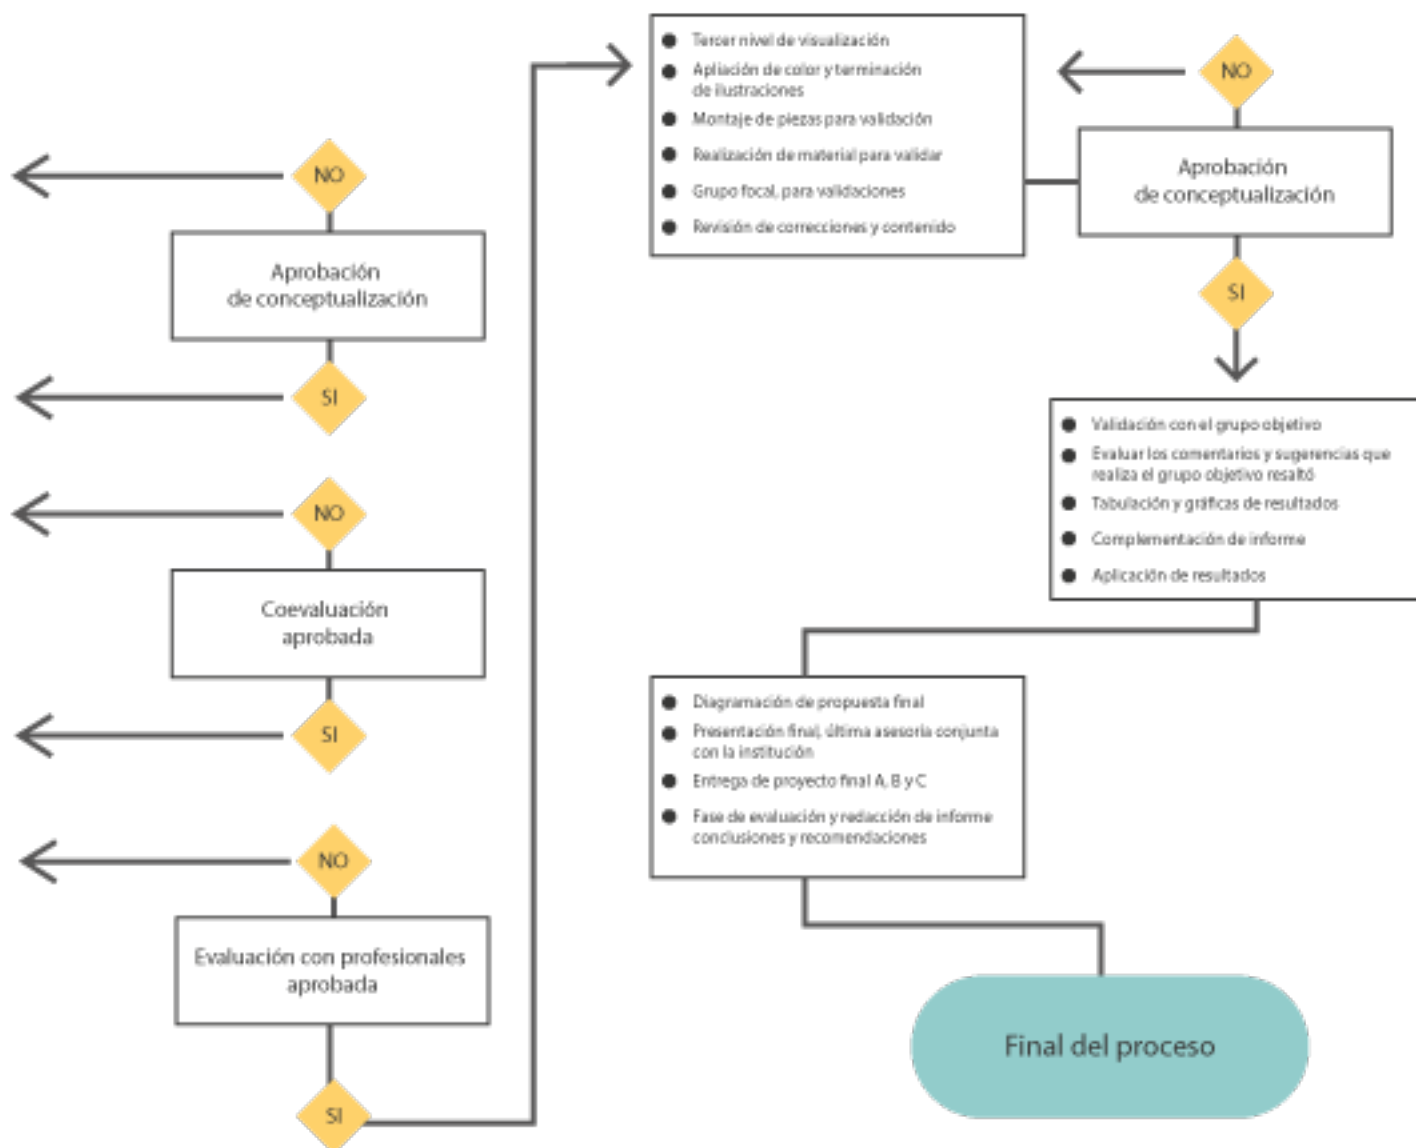 NO
Aprobación
de conceptualización
SI
NO
Coevaluación
aprobada
SI
NO
Evaluación con profesionales
aprobada
SI
Tercer nivel de visualización
Apliación de color y terminación
de ilustraciones
Montaje de piezas para validación
Realización de material para validar
Grupo focal, para validaciones
Revisión de correcciones y contenido
NO
Aprobación
de conceptualización
SI
Validación con el grupo objetivo
Evaluar los comentarios y sugerencias que
realiza el grupo objetivo resaltó
Tabulación y gráficas de resultados
Complementación de informe
Aplicación de resultados
Diagramación de propuesta final
Presentación final, última asesoría conjunta
con la institución
Entrega de proyecto final A, B y C
Fase de evaluación y redacción de informe
conclusiones y recomendaciones
Final del proceso